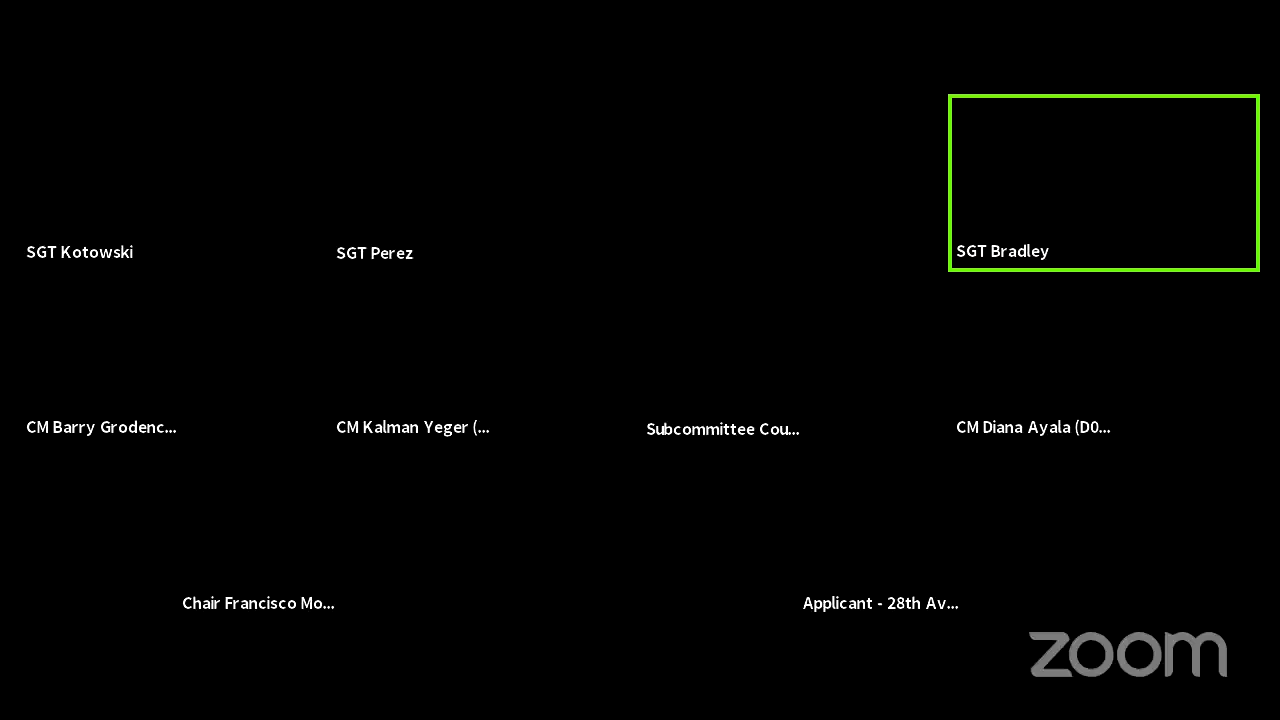 SGT Kotowski
SGT Perez
SGT Bradley
CM Barry Grodenc...
CM Kalman Yeger (...
Subcommittee Cou...
CM Diana Ayala (D0...
Chair Francisco Mo...
Applicant - 28th Av...
zoom